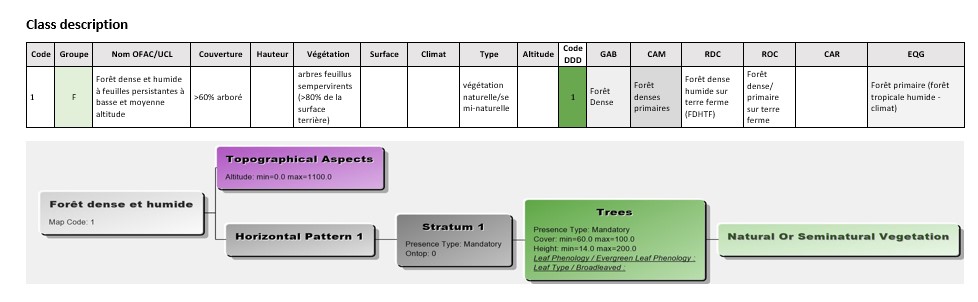 Class description
Code Groupe Nom OFAC/UCL Couverture Hauteur Végétation Surface Climat Type Altitude Code DDD GAB CAM RDC ROC CAR EQG
1
F
Forêt dense et humide
à feuilles persistantes à
basse et moyenne
altitude
>60% arboré
arbres feuillus
sempervirents
(>80% de la
surface
terrière)
végétation
naturelle/se
mi-naturelle
1
Forêt
Dense
Forêt
denses
primaires
Forêt dense
humide sur
terre ferme
(FDHTF)
Forêt
dense/
primaire
sur terre
ferme
Forêt primaire (forêt
tropicale humide -
climat)
Topographical Aspects
Altitude: min=0.0 max=1100.0
Forêt dense et humide
Map Code: 1
Horizontal Pattern 1
Stratum 1
Presence Type: Mandatory
Ontop: 0
Trees
Presence Type: Mandatory
Cover: min=60.0 max=100.0
Height: min=14.0 max=200.0
Leaf Phenology / Evergreen Leaf Phenology :
Leaf Type / Broadleaved :
Natural Or Seminatural Vegetation